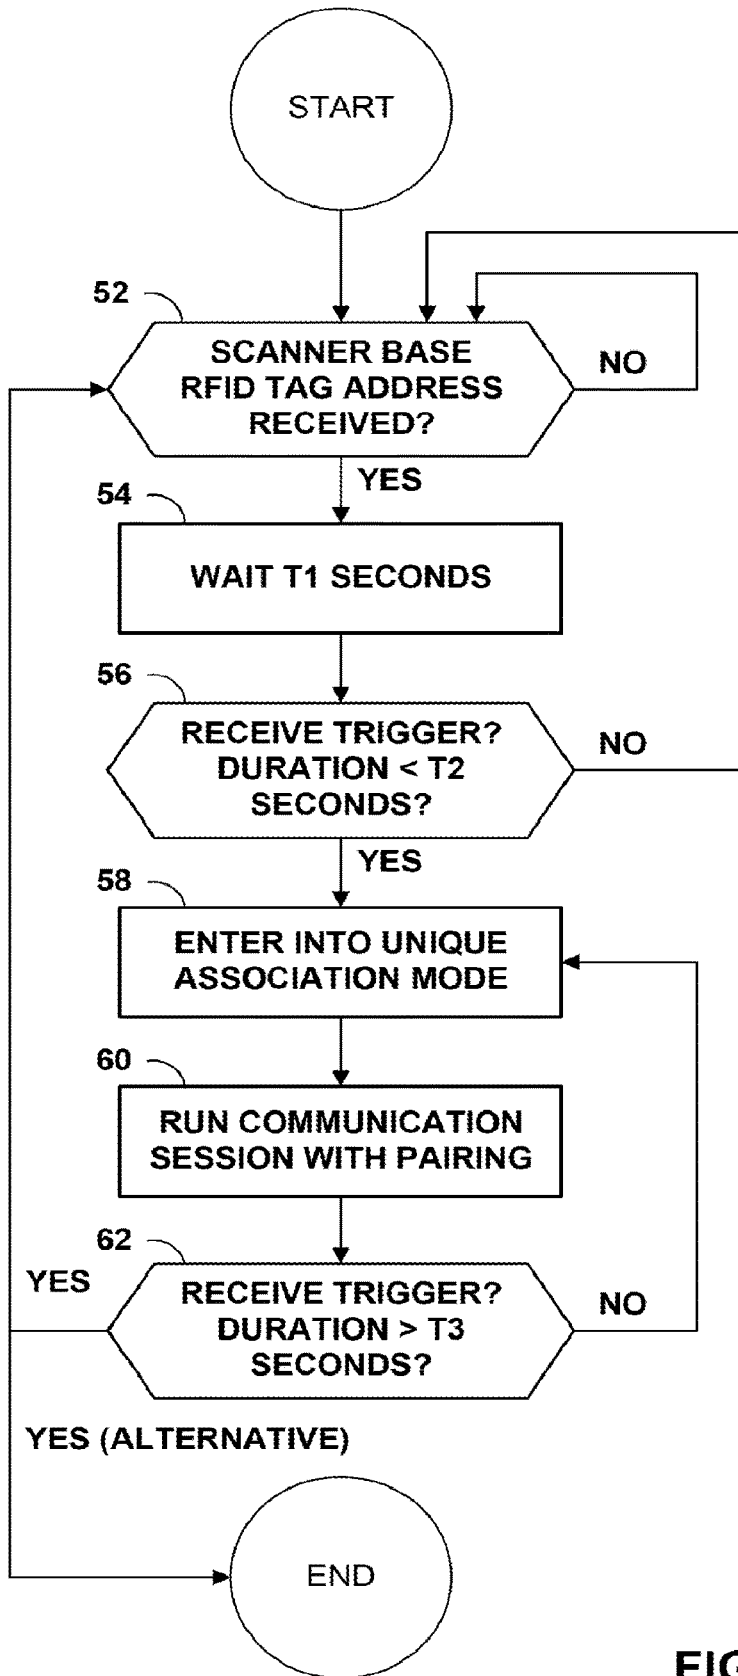 START
52
SCANNER BASE
RFID TAG ADDRESS
RECEIVED?
NO
YES
54
WAIT T1 SECONDS
56
RECEIVE TRIGGER?
DURATION < T2
SECONDS?
NO
YES
58
ENTER INTO UNIQUE
ASSOCIATION MODE
60
RUN COMMUNICATION
SESSION WITH PAIRING
62
YES
RECEIVE TRIGGER?
DURATION > T3
SECONDS?
NO
YES (ALTERNATIVE)
END
FIG